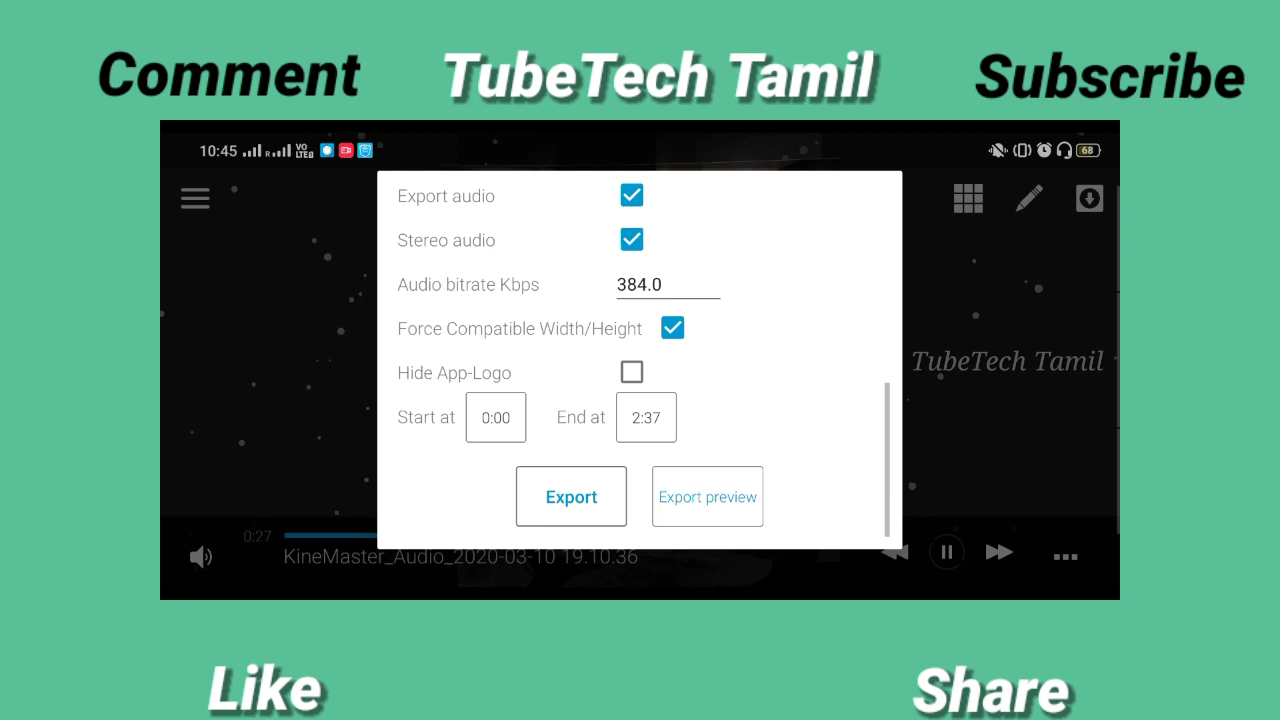 Comment
TubeTech Tamil
Subscribe
10:45
R
VO
LTE
68
Export audio
Stereo audio
Audio bitrate Kbps 384.0
Force Compatible Width/Height
Hide App-Logo
Start at 0:00 End at 2:37
Export Export preview
TubeTech Tamil
0:27
KineMaster_Audio_2020-03-10 19.10.36
Like
Share